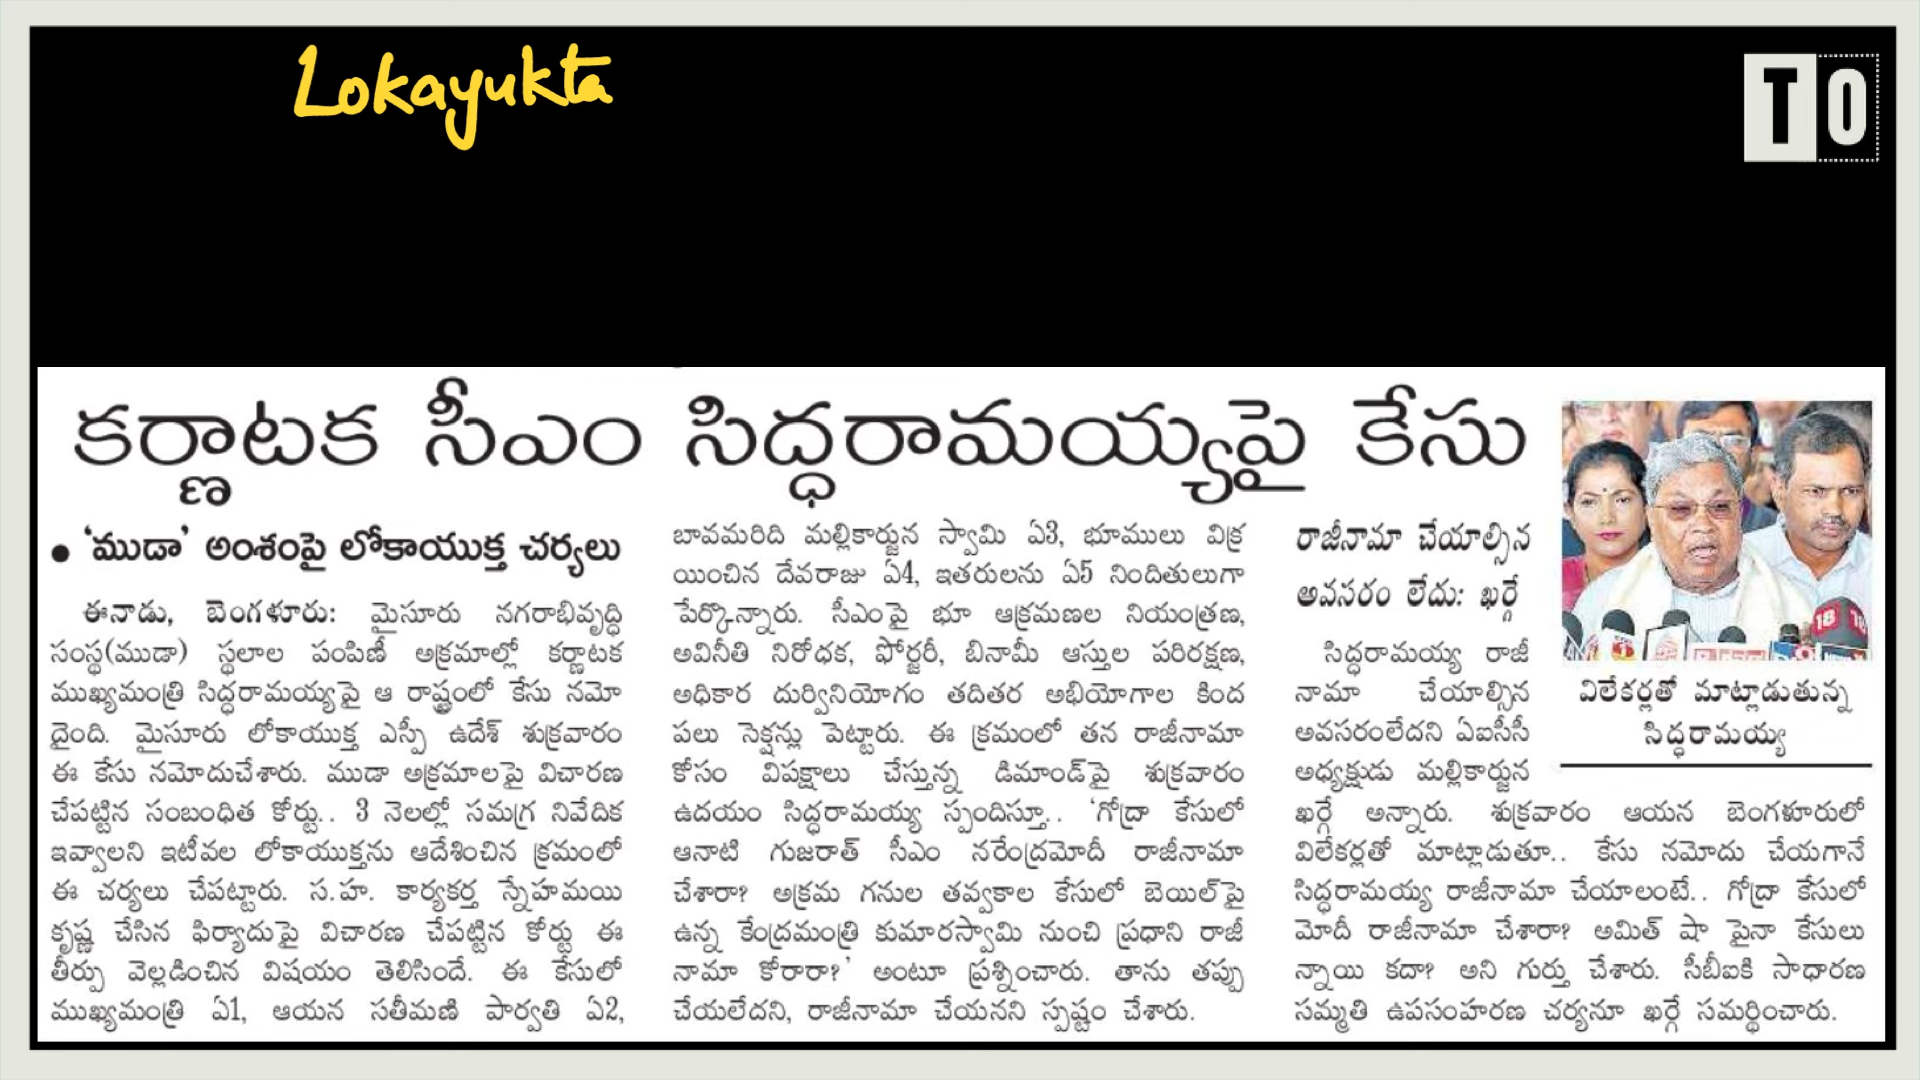 Lokayukta
TO
కర్ణాటక సీఎం సిద్ధరామయ్యపై కేసు
● ‘ముడా’ అంశంపై లోకాయుక్త చర్యలు
ఈనాడు, బెంగళూరు: మైసూరు నగరాభివృద్ధి
సంస్థ(ముడా) స్థలాల పంపిణీ అక్రమాల్లో కర్ణాటక
ముఖ్యమంత్రి సిద్ధరామయ్యపై ఆ రాష్ట్రంలో కేసు నమో
దైంది. మైసూరు లోకాయుక్త ఎస్పీ ఉదేశ్ శుక్రవారం
ఈ కేసు నమోదుచేశారు. ముడా అక్రమాలపై విచారణ
చేపట్టిన సంబంధిత కోర్టు.. 3 నెలల్లో సమగ్ర నివేదిక
ఇవ్వాలని ఇటీవల లోకాయుక్తను ఆదేశించిన క్రమంలో
ఈ చర్యలు చేపట్టారు. స.హ. కార్యకర్త స్నేహమయి
కృష్ణ చేసిన ఫిర్యాదుపై విచారణ చేపట్టిన కోర్టు ఈ
తీర్పు వెల్లడించిన విషయం తెలిసిందే. ఈ కేసులో
ముఖ్యమంత్రి ఏ1, ఆయన సతీమణి పార్వతి ఏ2,
బావమరిది మల్లికార్జున స్వామి ఏ3, భూములు విక్ర
యించిన దేవరాజు ఏ4, ఇతరులను ఏ5 నిందితులుగా
పేర్కొన్నారు. సీఎంపై భూ ఆక్రమణల నియంత్రణ,
అవినీతి నిరోధక, ఫోర్జరీ, బినామీ ఆస్తుల పరిరక్షణ,
అధికార దుర్వినియోగం తదితర అభియోగాల కింద
పలు సెక్షన్లు పెట్టారు. ఈ క్రమంలో తన రాజీనామా
కోసం విపక్షాలు చేస్తున్న డిమాండ్‌పై శుక్రవారం
ఉదయం సిద్ధరామయ్య స్పందిస్తూ.. ‘గోద్రా కేసులో
ఆనాటి గుజరాత్ సీఎం నరేంద్రమోదీ రాజీనామా
చేశారా? అక్రమ గనుల తవ్వకాల కేసులో బెయిల్‌పై
ఉన్న కేంద్రమంత్రి కుమారస్వామి నుంచి ప్రధాని రాజీ
నామా కోరారా?’ అంటూ ప్రశ్నించారు. తాను తప్పు
చేయలేదని, రాజీనామా చేయనని స్పష్టం చేశారు.
రాజీనామా చేయాల్సిన
అవసరం లేదు: ఖర్గే
సిద్ధరామయ్య రాజీ
నామా చేయాల్సిన
అవసరంలేదని ఏఐసీసీ
అధ్యక్షుడు మల్లికార్జున
ఖర్గే అన్నారు. శుక్రవారం ఆయన బెంగళూరులో
విలేకర్లతో మాట్లాడుతూ.. కేసు నమోదు చేయగానే
సిద్ధరామయ్య రాజీనామా చేయాలంటే.. గోద్రా కేసులో
మోదీ రాజీనామా చేశారా? అమిత్ షా పైనా కేసులు
న్నాయి కదా? అని గుర్తు చేశారు. సీబీఐకి సాధారణ
సమ్మతి ఉపసంహరణ చర్యనూ ఖర్గే సమర్థించారు.
18
విలేకర్లతో మాట్లాడుతున్న
సిద్ధరామయ్య